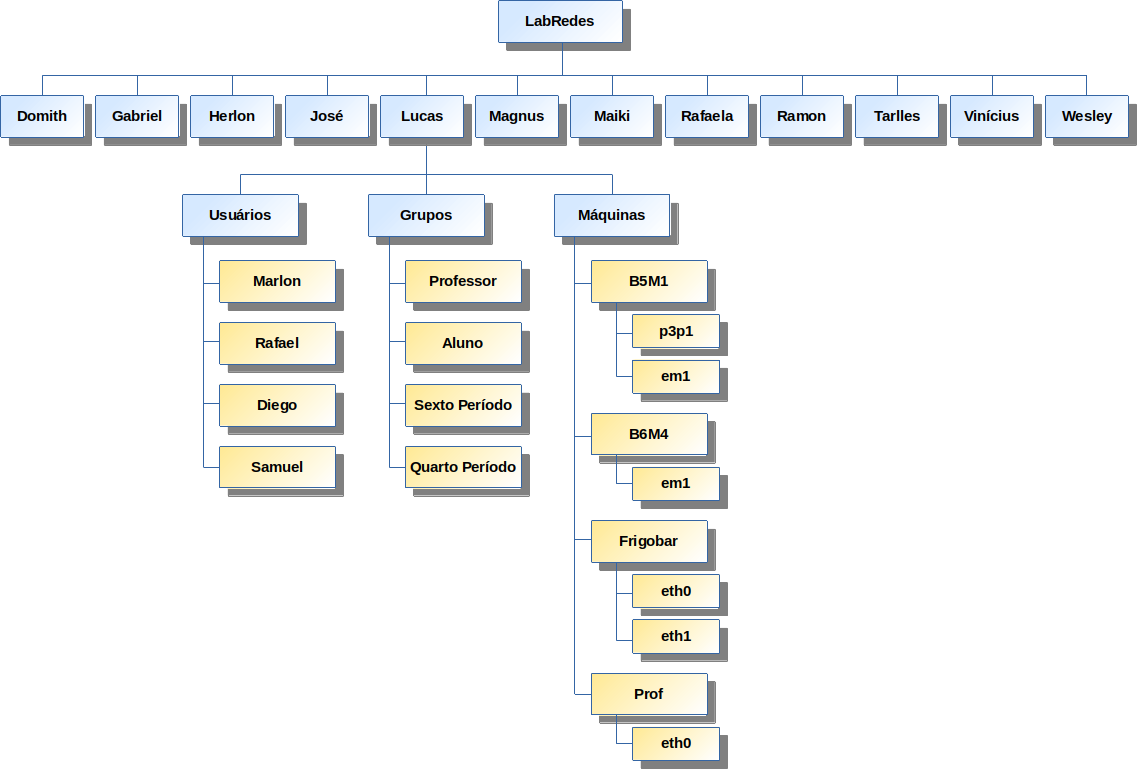 LabRedes
Domith
Gabriel
Herlon
José
Lucas
Magnus
Maiki
Rafaela
Ramon
Tarlles
Vinícius
Wesley
Usuários
Marlon
Rafael
Diego
Samuel
Grupos
Professor
Aluno
Sexto Período
Quarto Período
Máquinas
B5M1
p3p1
em1
B6M4
em1
Frigobar
eth0
eth1
Prof
eth0